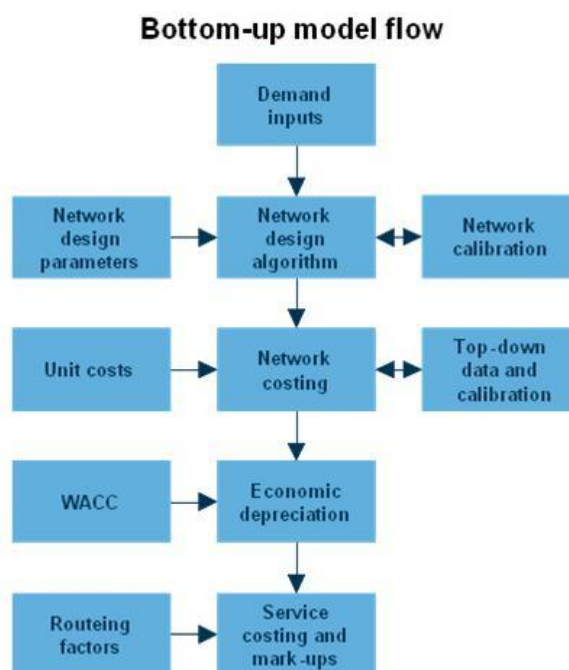 Bottom-up model flow
Demand
inputs
Network
design
parameters
Network
design
algorithm
Network
calibration
Unit costs
Network
costing
Top-down
data and
calibration
WACC
Economic
depreciation
Routeing
factors
Service
costing and
mark-ups